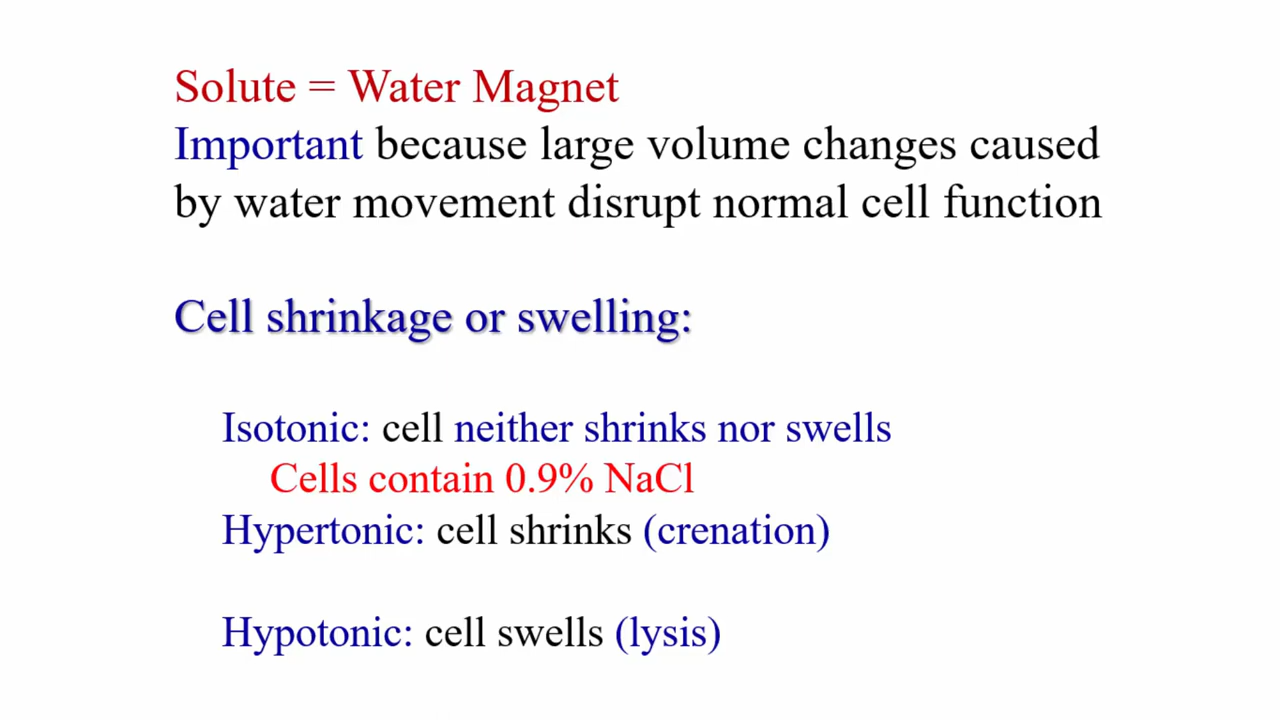 Solute = Water Magnet
Important because large volume changes caused
by water movement disrupt normal cell function
Cell shrinkage or swelling:
Isotonic: cell neither shrinks nor swells
Cells contain 0.9% NaCl
Hypertonic: cell shrinks (crenation)
Hypotonic: cell swells (lysis)